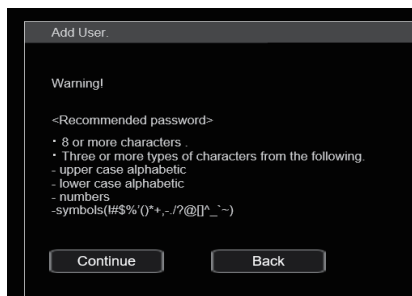 Add User.
Warning!
<Recommended password>
・8 or more characters .
・Three or more types of characters from the following.
- upper case alphabetic
- lower case alphabetic
- numbers
-symbols(!#$%'()*+,-./?@[]^_`~)
Continue Back